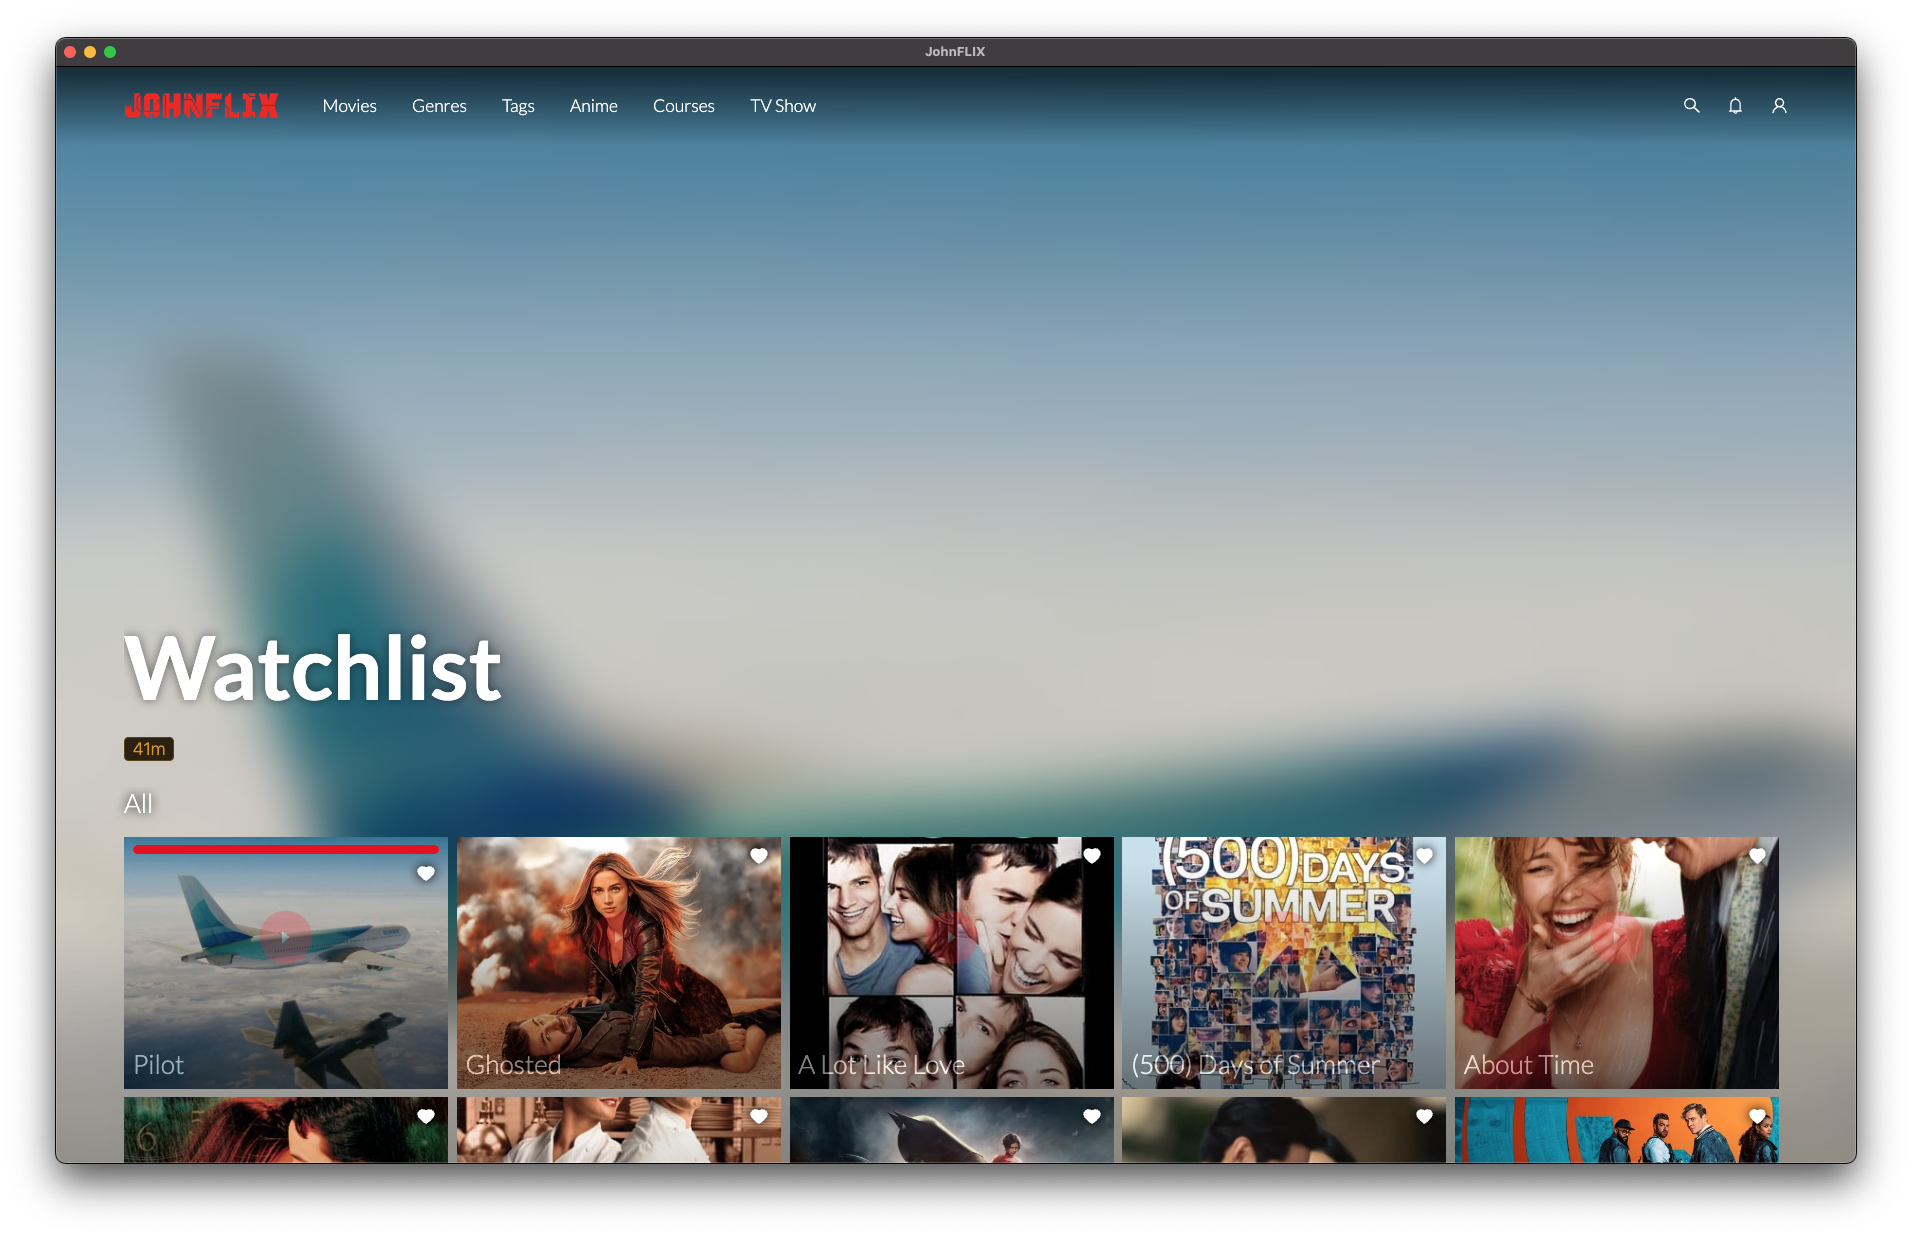 JohnFLIX
JOHNFLIX Movies Genres Tags Anime Courses TV Show
Watchlist
41m
All
(500) DAYS
OF SUMMER
Pilot Ghosted A Lot Like Love (500) Days of Summer About Time
6